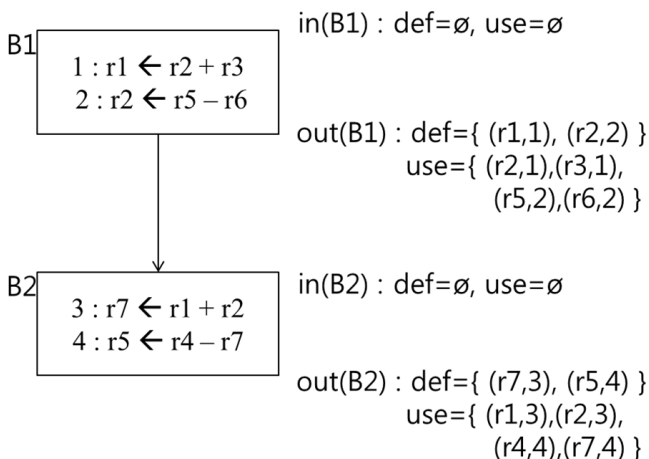 in(B1) : def=ø, use=ø
B1
1 : r1 ← r2 + r3
2 : r2 ← r5 – r6
out(B1) : def={ (r1,1), (r2,2) }
use={ (r2,1),(r3,1),
(r5,2),(r6,2) }
B2
in(B2) : def=ø, use=ø
3 : r7 ← r1 + r2
4 : r5 ← r4 – r7
out(B2) : def={ (r7,3), (r5,4) }
use={ (r1,3),(r2,3),
(r4,4),(r7,4) }